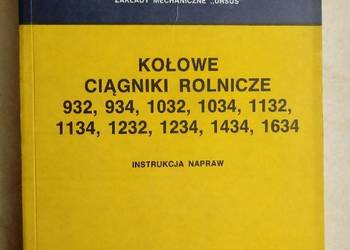 ZAKŁADY MECHANICZNE „URSUS"
KOŁOWE
CIĄGNIKI ROLNICZE
932, 934, 1032, 1034, 1132,
1134, 1232, 1234, 1434, 1634
INSTRUKCJA NAPRAW